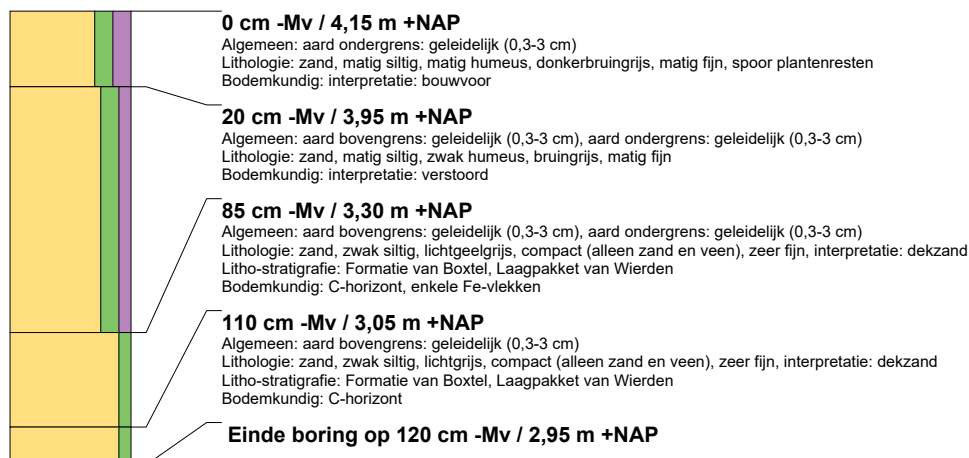 0 cm -Mv / 4,15 m +NAP
Algemeen: aard ondergrens: geleidelijk (0,3-3 cm)
Lithologie: zand, matig siltig, matig humeus, donkerbruingrijs, matig fijn, spoor plantenresten
Bodemkundig: interpretatie: bouwvoor
20 cm -Mv / 3,95 m +NAP
Algemeen: aard bovengrens: geleidelijk (0,3-3 cm), aard ondergrens: geleidelijk (0,3-3 cm)
Lithologie: zand, matig siltig, zwak humeus, bruingrijs, matig fijn
Bodemkundig: interpretatie: verstoord
85 cm -Mv / 3,30 m +NAP
Algemeen: aard bovengrens: geleidelijk (0,3-3 cm), aard ondergrens: geleidelijk (0,3-3 cm)
Lithologie: zand, zwak siltig, lichtgeelgrijs, compact (alleen zand en veen), zeer fijn, interpretatie: dekzand
Litho-stratigrafie: Formatie van Boxtel, Laagpakket van Wierden
Bodemkundig: C-horizont, enkele Fe-vlekken
110 cm -Mv / 3,05 m +NAP
Algemeen: aard bovengrens: geleidelijk (0,3-3 cm)
Lithologie: zand, zwak siltig, lichtgrijs, compact (alleen zand en veen), zeer fijn, interpretatie: dekzand
Litho-stratigrafie: Formatie van Boxtel, Laagpakket van Wierden
Bodemkundig: C-horizont
Einde boring op 120 cm -Mv / 2,95 m +NAP